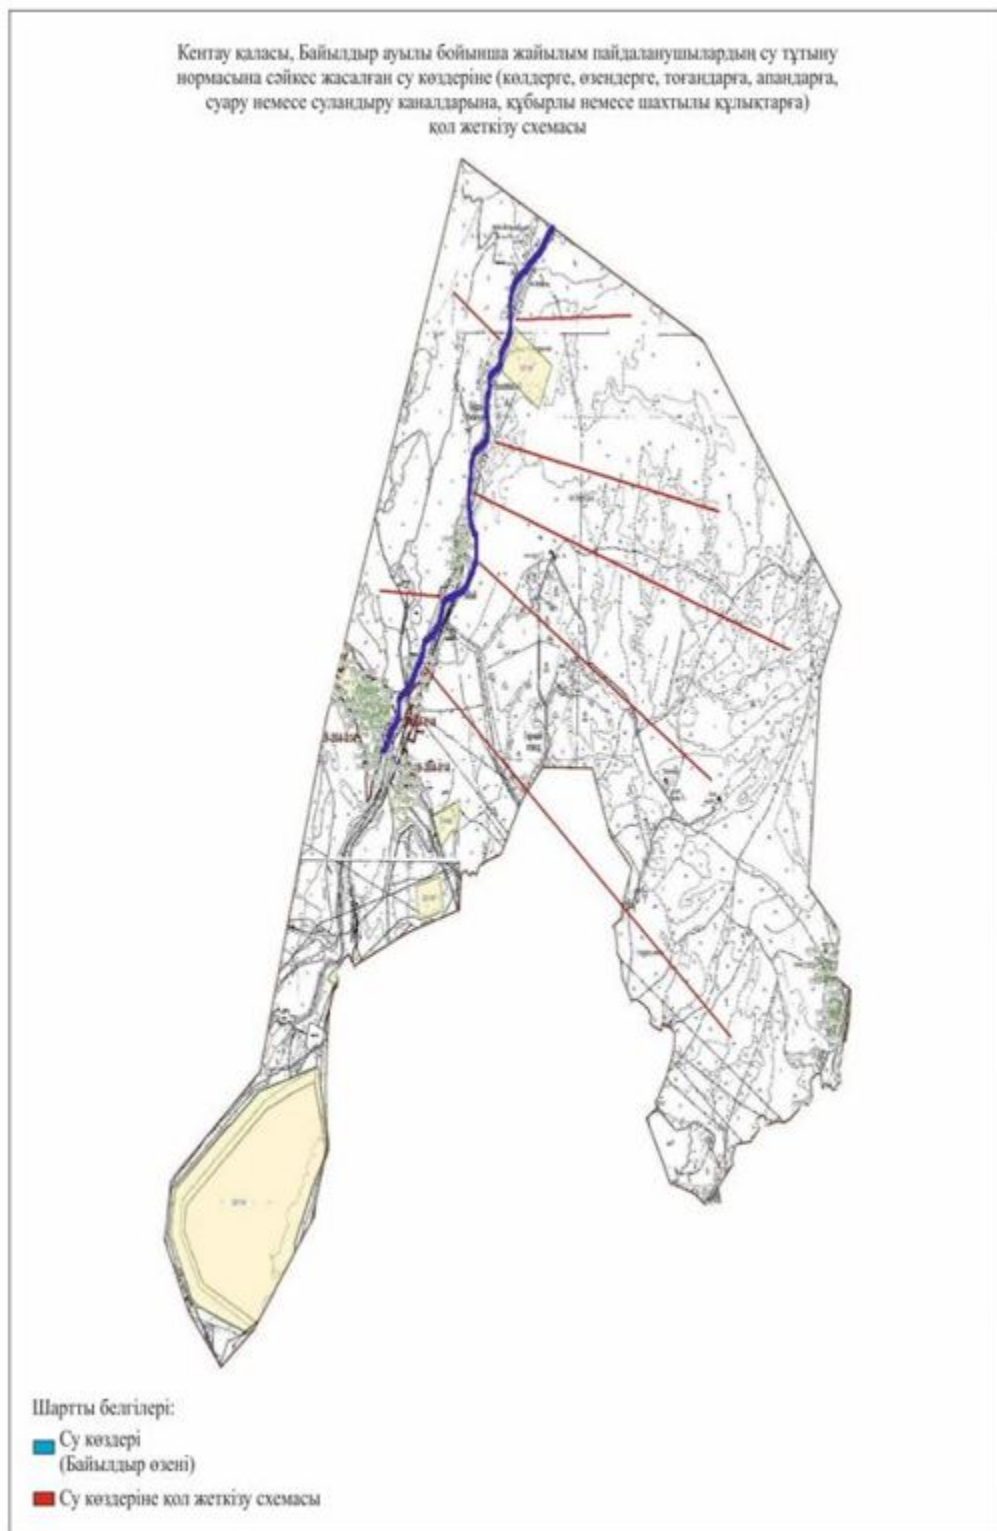 Кентау қаласы, Байылдыр ауылы бойынша жайылым пайдаланушылардың су тұтыну
нормасына сәйкес жасалған су көздеріне (көлдерге, өзендерге, тоғандарға, апандарға,
суару немесе суландыру каналдарына, құбырлы немесе шахталы құлықтарға)
қол жеткізу схемасы
Шартты белгілері:
Су көздері
(Байылдыр өзені)
Су көздеріне қол жеткізу схемасы